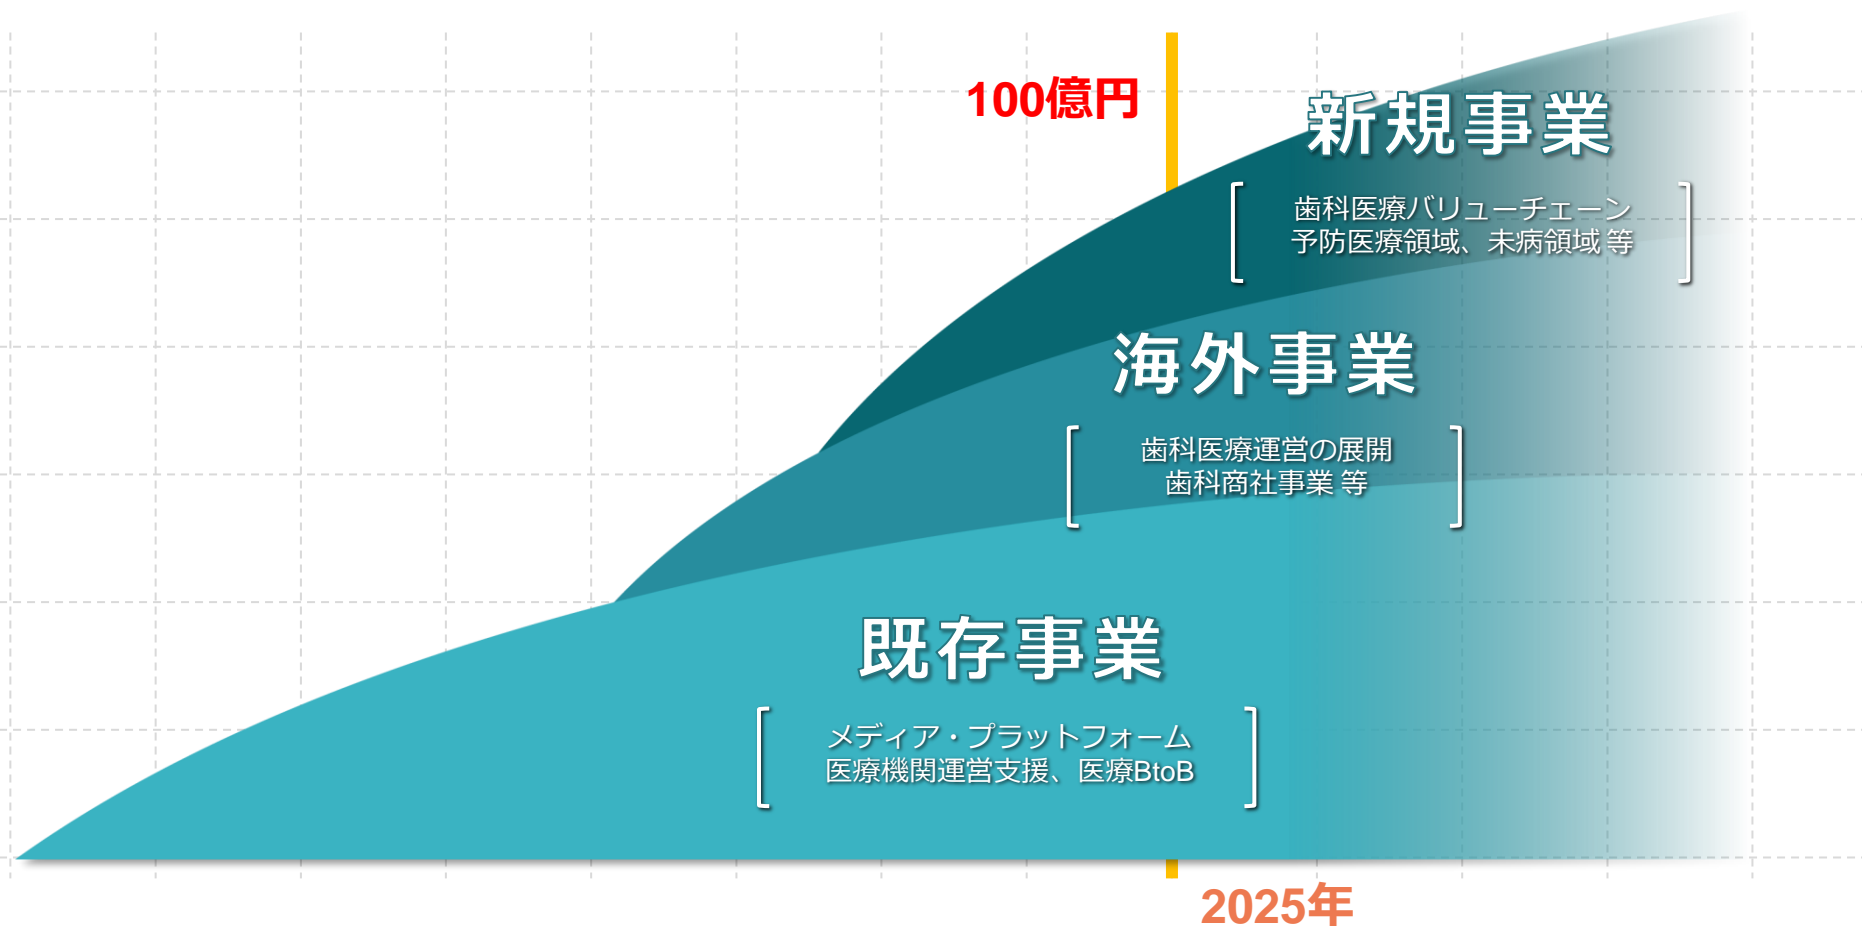 100億円
新規事業
歯科医療バリューチェーン
予防医療領域、未病領域 等
海外事業
歯科医療運営の展開
歯科商社事業 等
既存事業
メディア・プラットフォーム
医療機関運営支援、医療BtoB
2025年